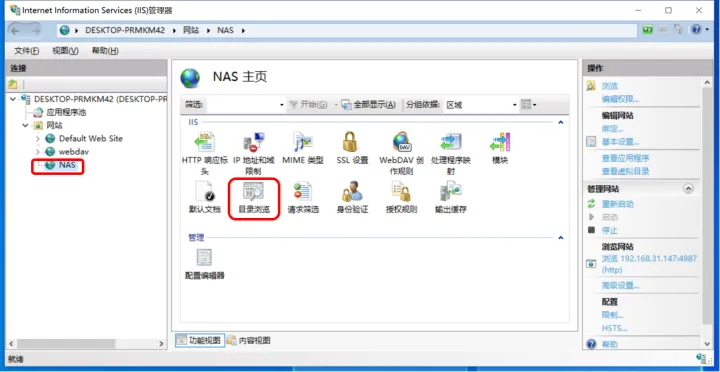 Internet Information Services (IIS)管理器
DESKTOP-PRMKM42 网站 NAS
文件(F) 视图(V) 帮助(H)
连接
DESKTOP-PRMKM42 (DESKTOP-PR
应用程序池
网站
Default Web Site
webdav
NAS
NAS 主页
筛选: 开始(G) 全部显示(A) 分组依据: 区域
IIS
HTTP 响应标头
IP 地址和域限制
MIME 类型
SSL 设置
WebDAV 创作规则
处理程序映射
模块
默认文档
目录浏览
请求筛选
身份验证
授权规则
输出缓存
管理
配置编辑器
功能视图 内容视图
操作
浏览
编辑权限...
编辑网站
绑定...
基本设置...
查看应用程序
查看虚拟目录
管理网站
重新启动
启动
停止
浏览网站
浏览 192.168.31.147:4987
(http)
高级设置...
配置
限制...
HSTS...
帮助
就绪